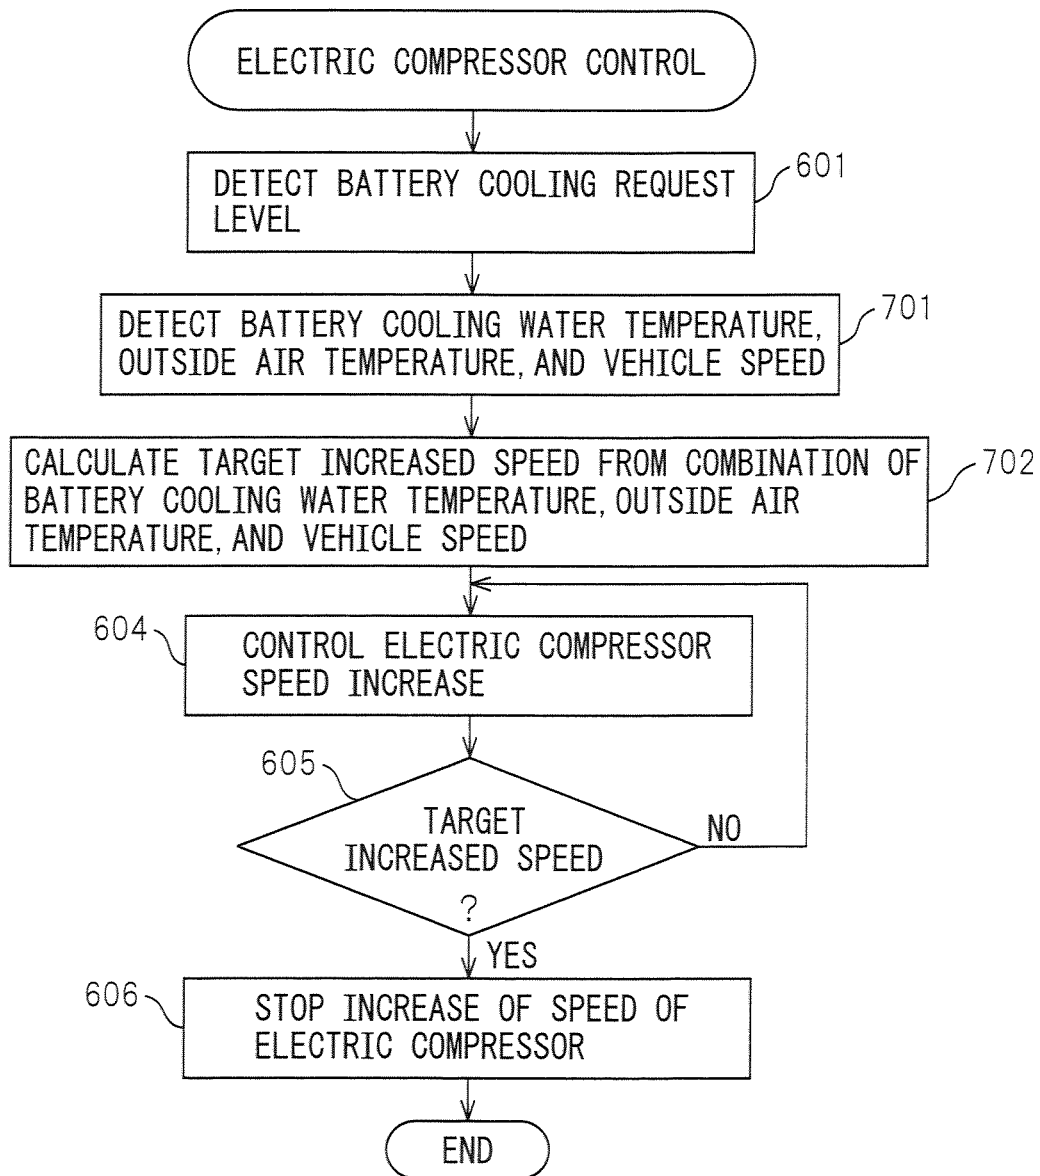 ELECTRIC COMPRESSOR CONTROL
601
DETECT BATTERY COOLING REQUEST
LEVEL
701
DETECT BATTERY COOLING WATER TEMPERATURE,
OUTSIDE AIR TEMPERATURE, AND VEHICLE SPEED
702
CALCULATE TARGET INCREASED SPEED FROM COMBINATION OF
BATTERY COOLING WATER TEMPERATURE, OUTSIDE AIR
TEMPERATURE, AND VEHICLE SPEED
604
CONTROL ELECTRIC COMPRESSOR
SPEED INCREASE
605
TARGET
INCREASED SPEED
?
NO
YES
606
STOP INCREASE OF SPEED OF
ELECTRIC COMPRESSOR
END